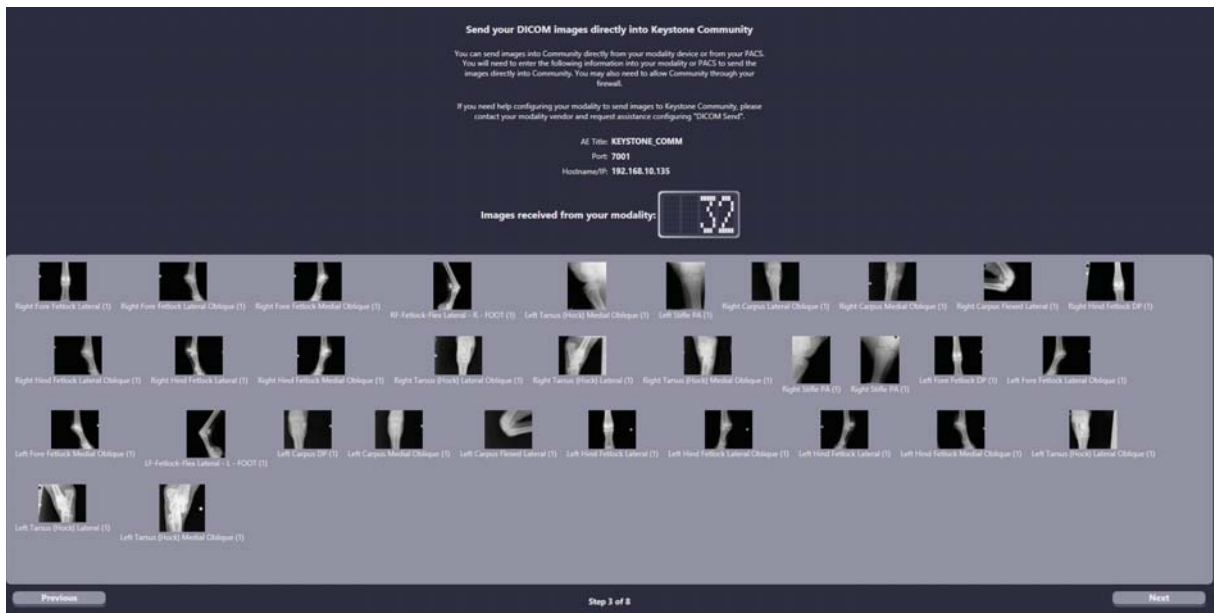 Send your DICOM images directly into Keystone Community
You can send images into Community directly from your modality device or from your PACS.
You will need to enter the following information into your modality or PACS to send the
images directly into Community. You may also need to allow Community through your
firewall.
If you need help configuring your modality to send images to Keystone Community, please
contact your modality vendor and request assistance configuring "DICOM Send".
AE Title: KEYSTONE_COMM
Port: 7001
Hostname/IP: 192.168.10.135
Images received from your modality: 32
Right Fore Fetlock Lateral (1) Right Fore Fetlock Lateral Oblique (1) Right Fore Fetlock Medial Oblique (1) RF-Fetlock-Flex Lateral - R - FOOT (1) Left Tarsus (Hock) Medial Oblique (1) Left Stifle PA (1) Right Carpus Lateral Oblique (1) Right Carpus Medial Oblique (1) Right Carpus Flexed Lateral (1) Right Hind Fetlock DP (1)
Right Hind Fetlock Lateral Oblique (1) Right Hind Fetlock Lateral (1) Right Hind Fetlock Medial Oblique (1) Right Tarsus (Hock) Lateral Oblique (1) Right Tarsus (Hock) Lateral (1) Right Tarsus (Hock) Medial Oblique (1) Right Stifle PA (1) Right Stifle PA (1) Left Fore Fetlock DP (1) Left Fore Fetlock Lateral Oblique (1)
Left Fore Fetlock Medial Oblique (1) LF-Fetlock-Flex Lateral - L - FOOT (1) Left Carpus DP (1) Left Carpus Medial Oblique (1) Left Carpus Flexed Lateral (1) Left Hind Fetlock Lateral (1) Left Hind Fetlock Lateral Oblique (1) Left Hind Fetlock Lateral (1) Left Hind Fetlock Medial Oblique (1) Left Tarsus (Hock) Lateral Oblique (1)
Left Tarsus (Hock) Lateral (1) Left Tarsus (Hock) Medial Oblique (1)
Previous Step 3 of 8 Next